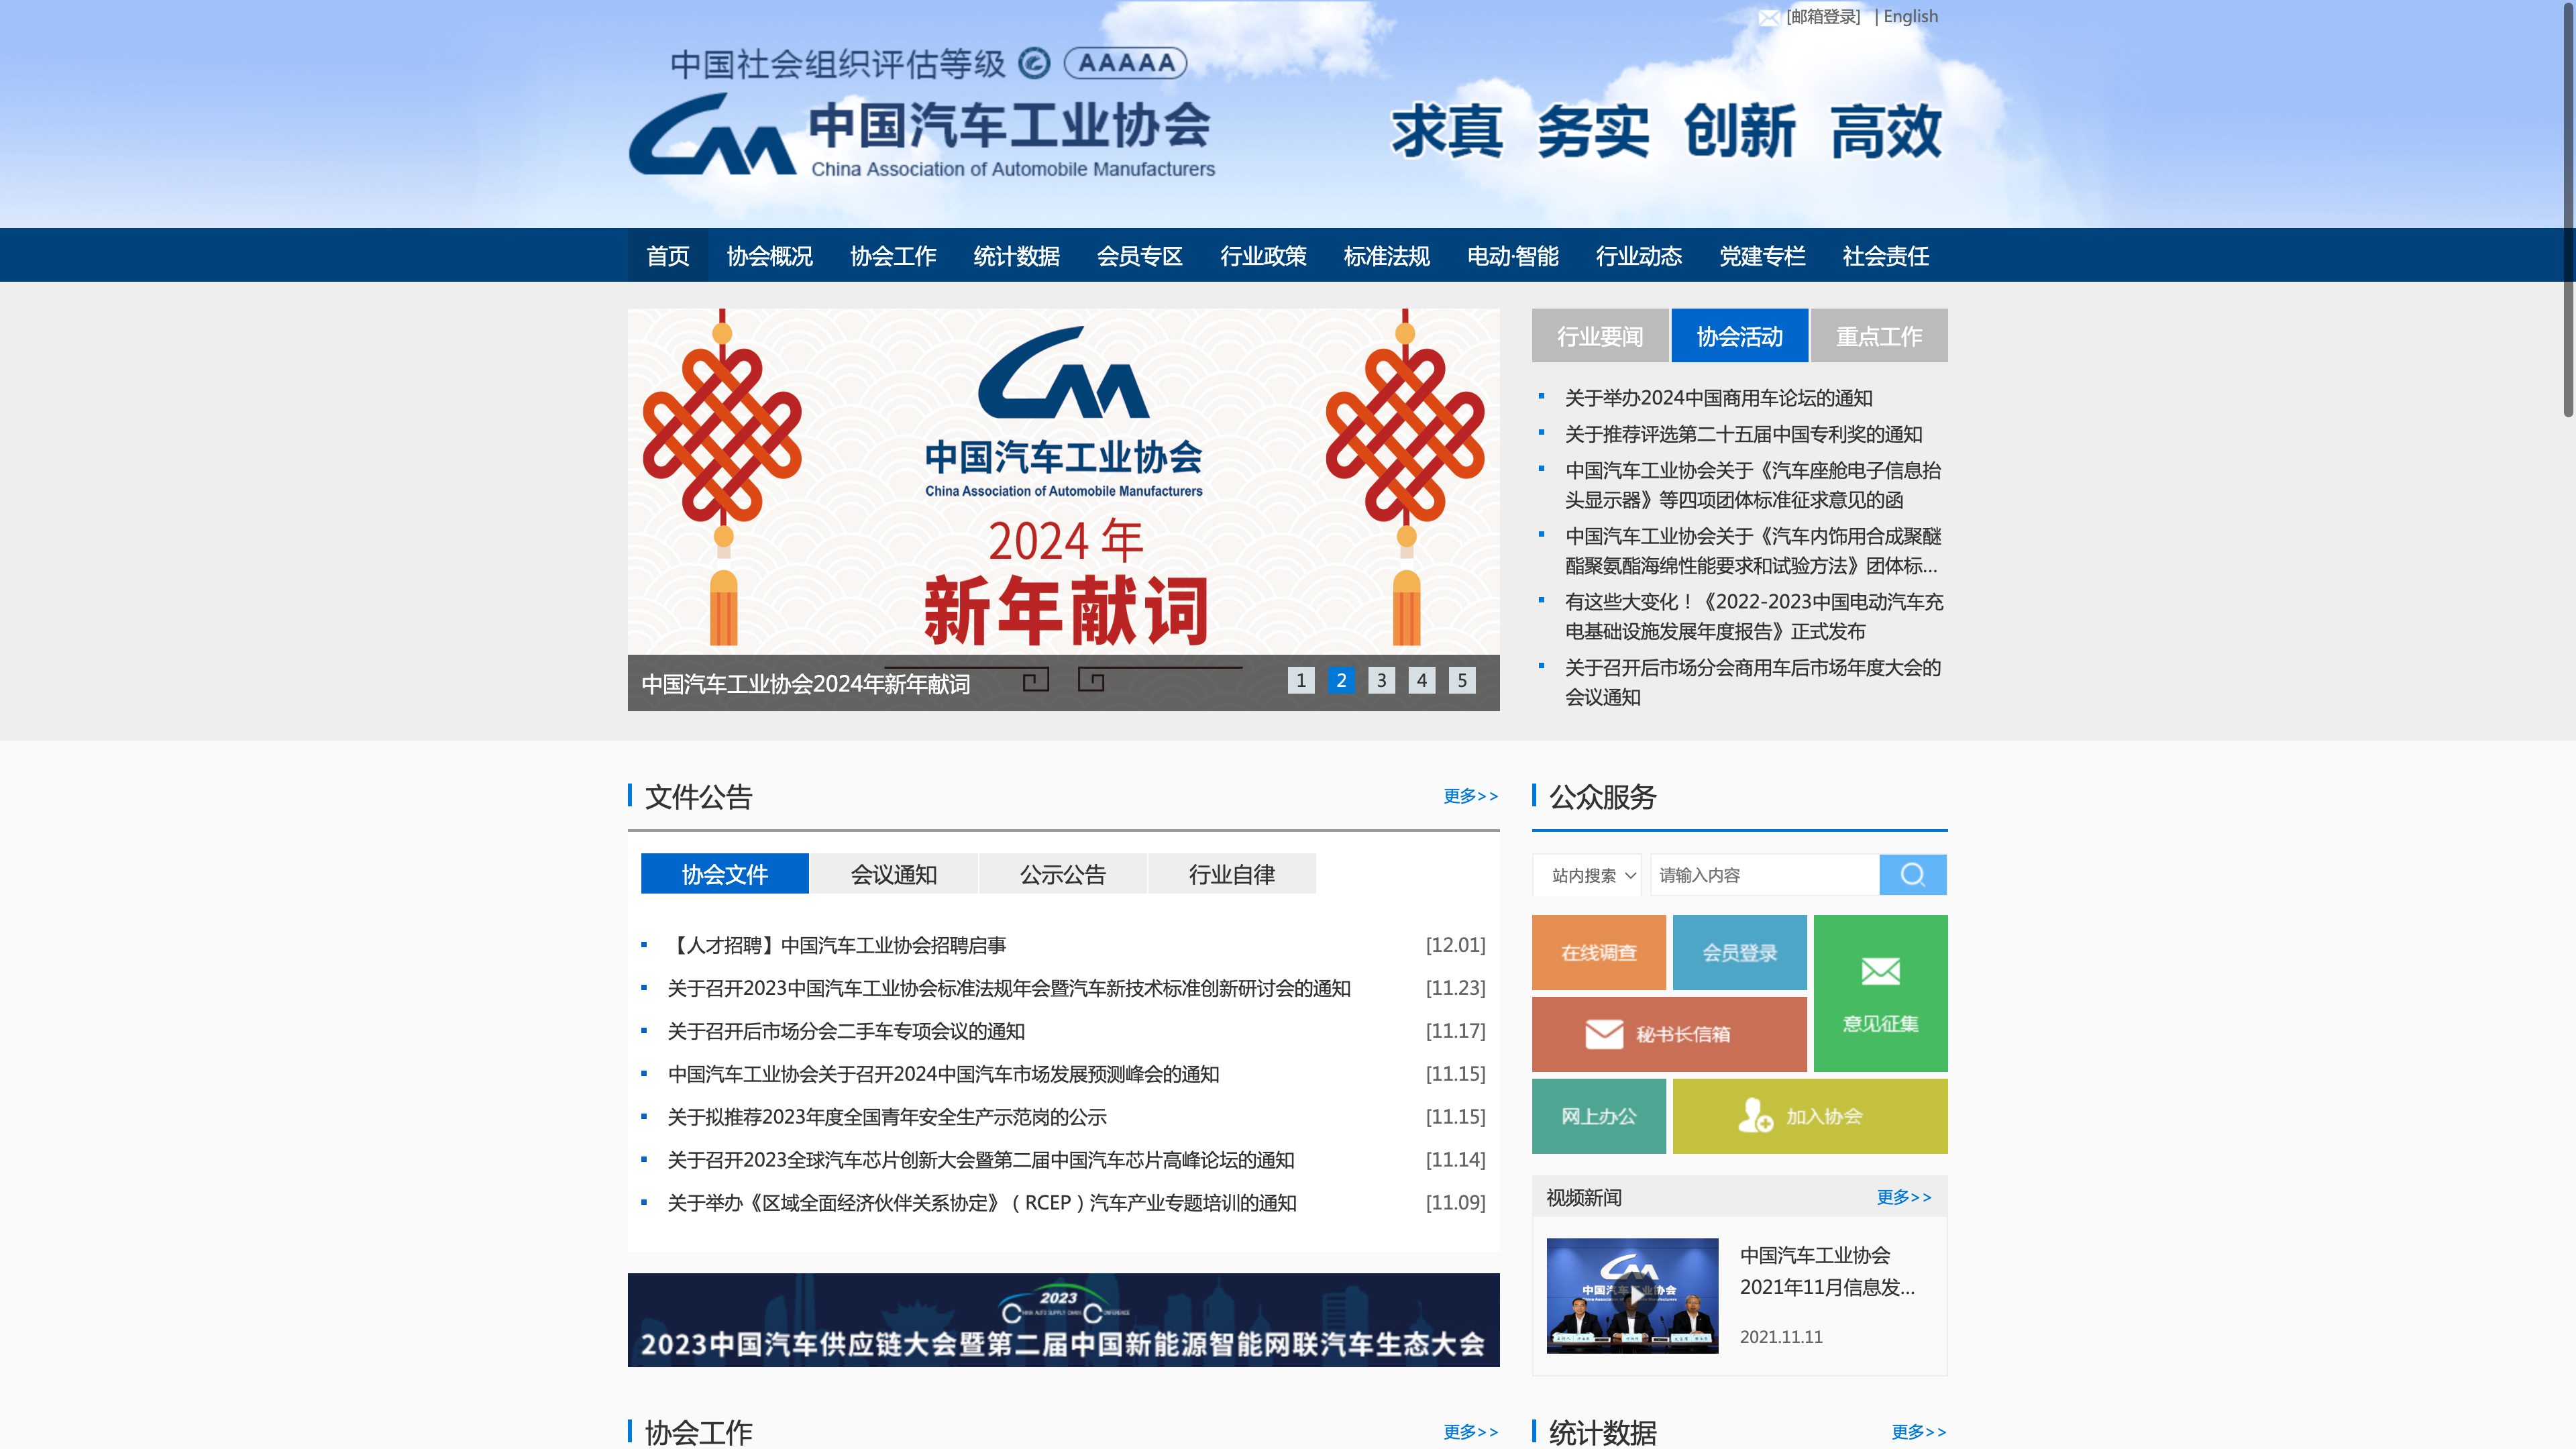 [邮箱登录] | English
中国社会组织评估等级 AAAAA
中国汽车工业协会
China Association of Automobile Manufacturers
求真 务实 创新 高效
首页 协会概况 协会工作 统计数据 会员专区 行业政策 标准法规 电动·智能 行业动态 党建专栏 社会责任
中国汽车工业协会
China Association of Automobile Manufacturers
2024 年
新年献词
中国汽车工业协会2024年新年献词
1 2 3 4 5
行业要闻 协会活动 重点工作
关于举办2024中国商用车论坛的通知
关于推荐评选第二十五届中国专利奖的通知
中国汽车工业协会关于《汽车座舱电子信息抬
头显示器》等四项团体标准征求意见的函
中国汽车工业协会关于《汽车内饰用合成聚醚
酯聚氨酯海绵性能要求和试验方法》团体标...
有这些大变化！《2022-2023中国电动汽车充
电基础设施发展年度报告》正式发布
关于召开后市场分会商用车后市场年度大会的
会议通知
文件公告 更多>>
协会文件 会议通知 公示公告 行业自律
【人才招聘】中国汽车工业协会招聘启事 [12.01]
关于召开2023中国汽车工业协会标准法规年会暨汽车新技术标准创新研讨会的通知 [11.23]
关于召开后市场分会二手车专项会议的通知 [11.17]
中国汽车工业协会关于召开2024中国汽车市场发展预测峰会的通知 [11.15]
关于拟推荐2023年度全国青年安全生产示范岗的公示 [11.15]
关于召开2023全球汽车芯片创新大会暨第二届中国汽车芯片高峰论坛的通知 [11.14]
关于举办《区域全面经济伙伴关系协定》（RCEP）汽车产业专题培训的通知 [11.09]
2023
2023中国汽车供应链大会暨第二届中国新能源智能网联汽车生态大会
公众服务
站内搜索 请输入内容
在线调查 会员登录
意见征集
秘书长信箱
网上办公 加入协会
视频新闻 更多>>
中国汽车工业协会
中国汽车工业协会
2021年11月信息发...
2021.11.11
协会工作 更多>>
统计数据 更多>>